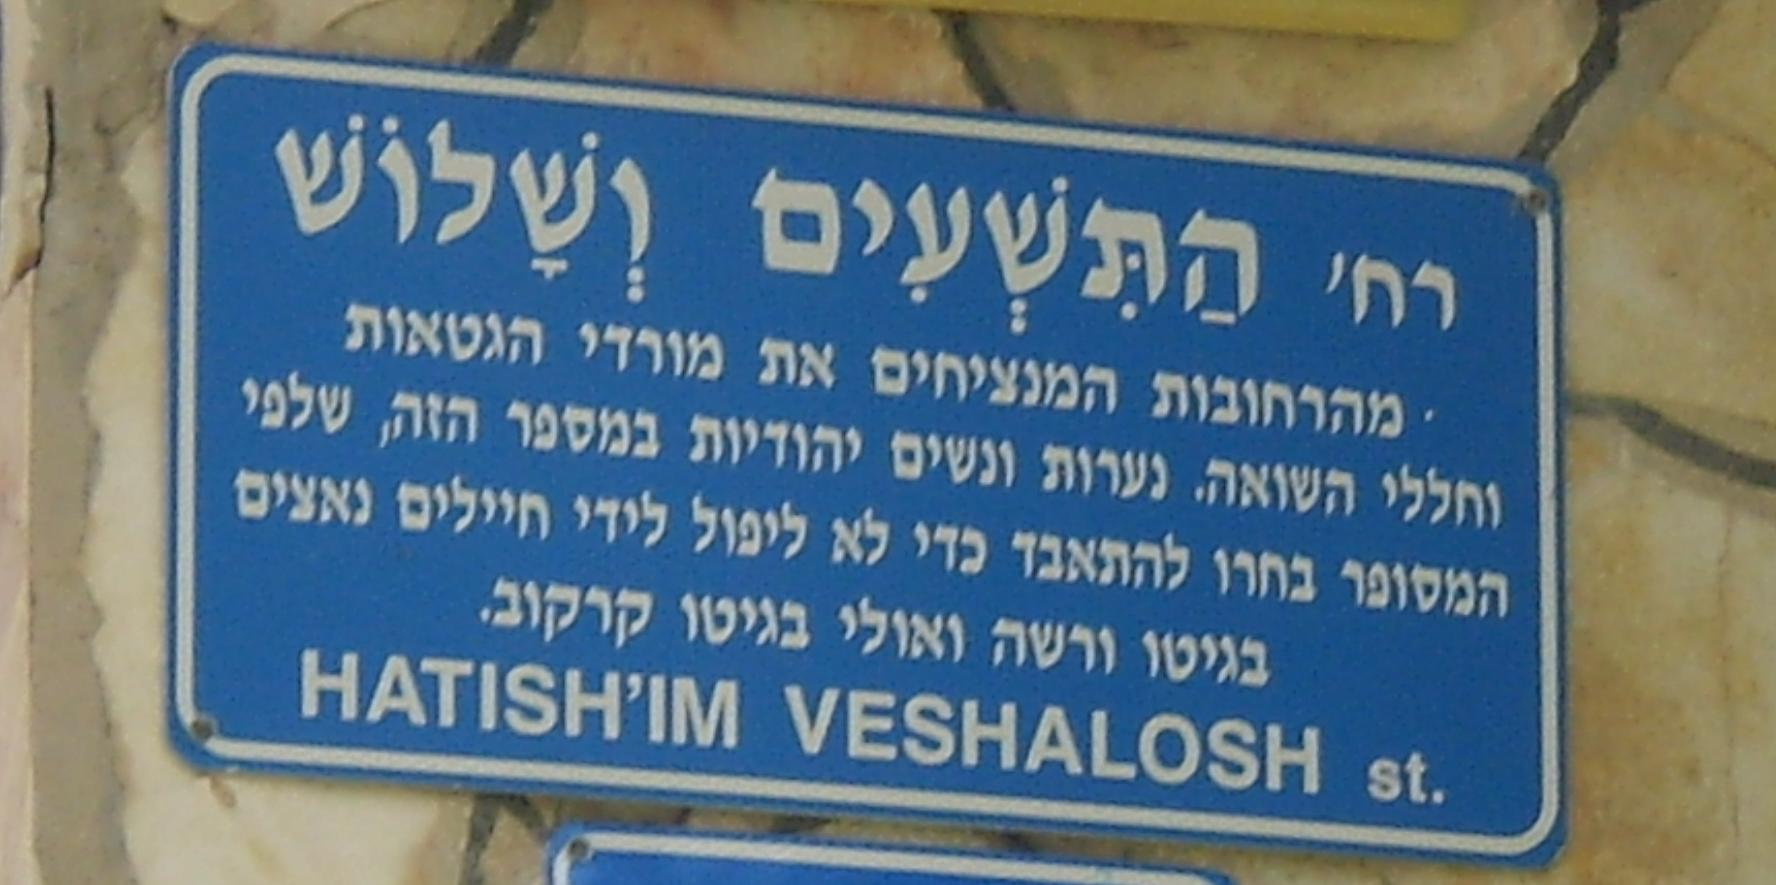 רח' הַתִּשְׁעִים וְשָׁלוֹשׁ
מהרחובות המנציחים את מורדי הגטאות
וחללי השואה. נערות ונשים יהודיות במספר הזה, שלפי
המסופר בחרו להתאבד כדי לא ליפול לידי חיילים נאצים
בגיטו ורשה ואולי בגיטו קרקוב.
HATISH'IM VESHALOSH st.